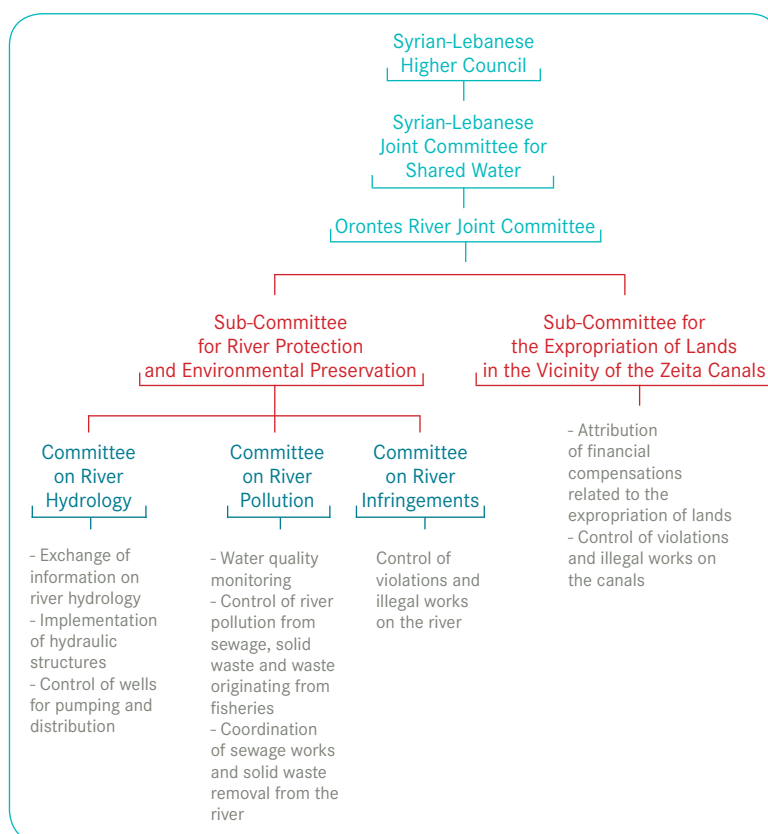 Syrian-Lebanese
Higher Council
Syrian-Lebanese
Joint Committee for
Shared Water
Orontes River Joint Committee
Sub-Committee
for River Protection
and Environmental Preservation
Sub-Committee for
the Expropriation of Lands
in the Vicinity of the Zeita Canals
Committee
on River
Hydrology
- Exchange of
information on
river hydrology
- Implementation
of hydraulic
structures
- Control of wells
for pumping and
distribution
Committee
on River
Pollution
- Water quality
monitoring
- Control of river
pollution from
sewage, solid
waste and waste
originating from
fisheries
- Coordination
of sewage works
and solid waste
removal from the
river
Committee
on River
Infringements
Control of
violations and
illegal works
on the river
- Attribution
of financial
compensations
related to the
expropriation of lands
- Control of violations
and illegal works on
the canals